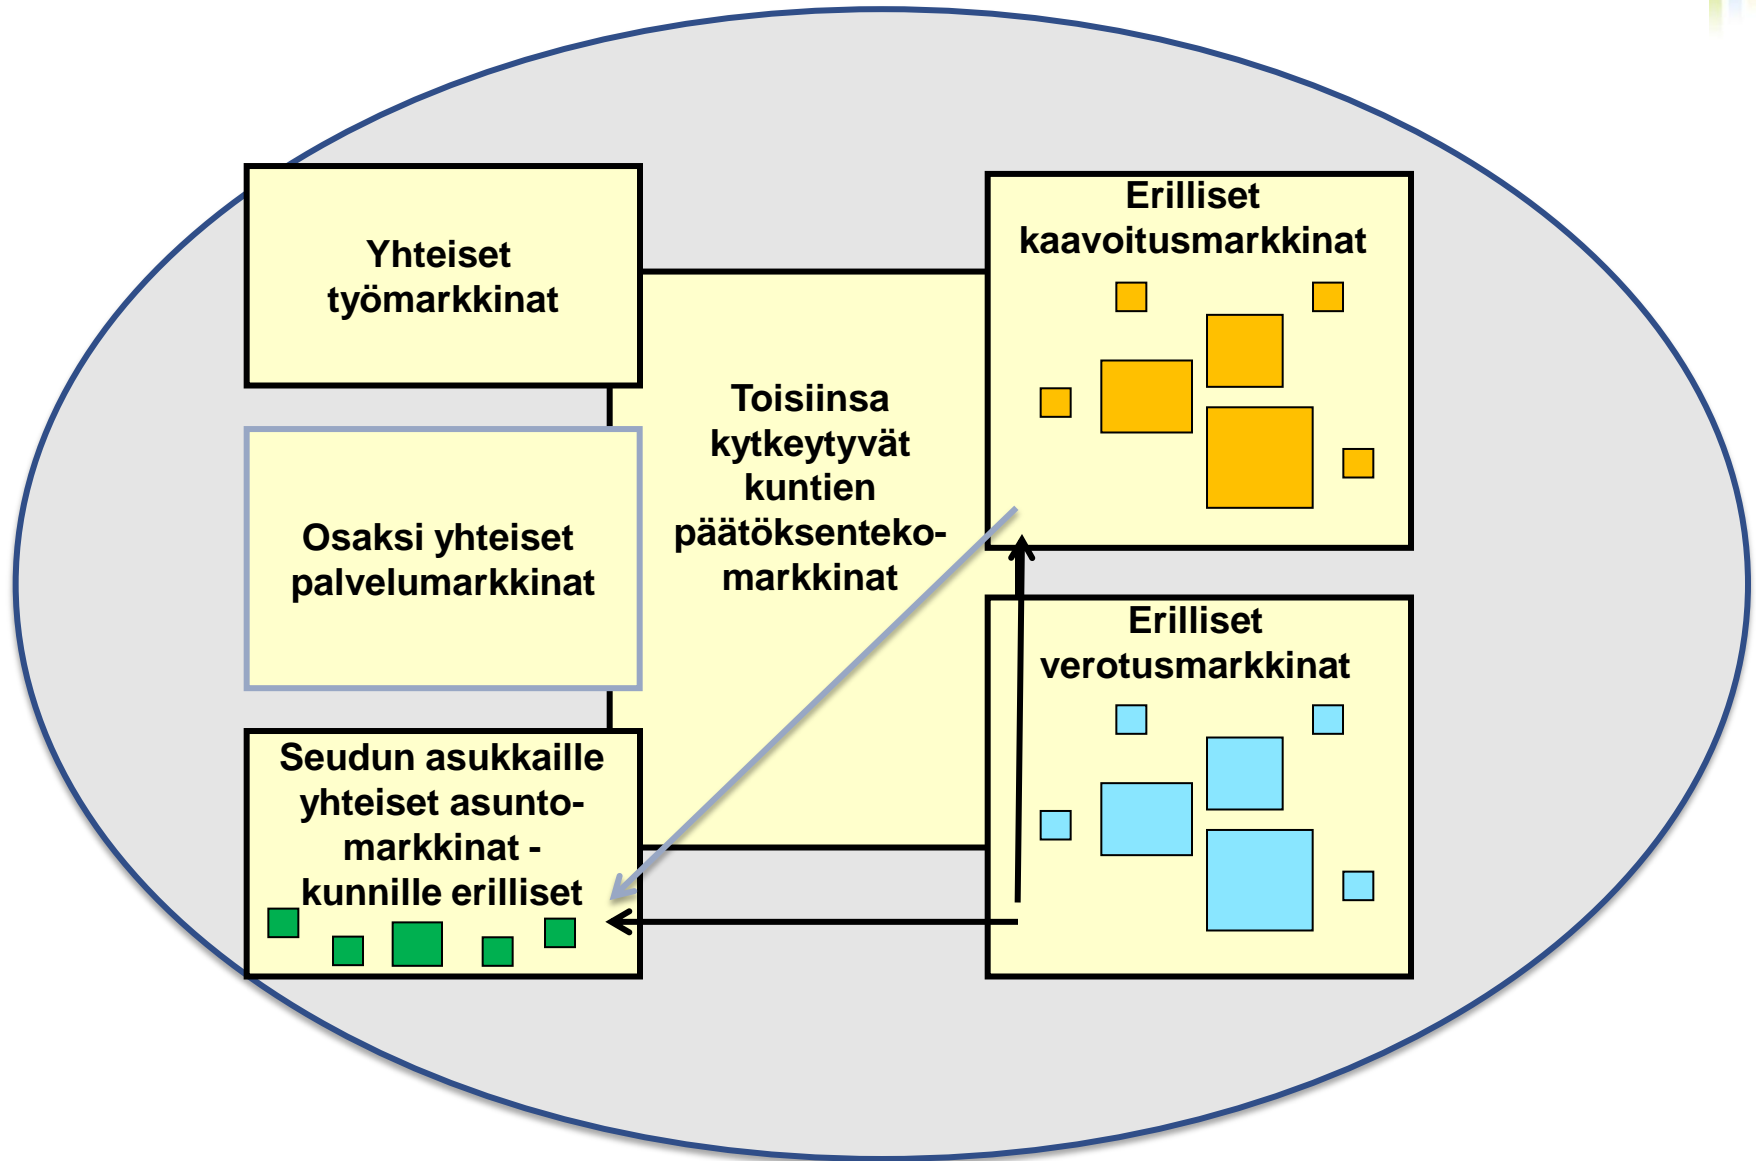 Yhteiset
työmarkkinat
Osaksi yhteiset
palvelumarkkinat
Seudun asukkaille
yhteiset asunto-
markkinat -
kunnille erilliset
Toisiinsa
kytkeytyvät
kuntien
päätöksenteko-
markkinat
Erilliset
kaavoitusmarkkinat
Erilliset
verotusmarkkinat